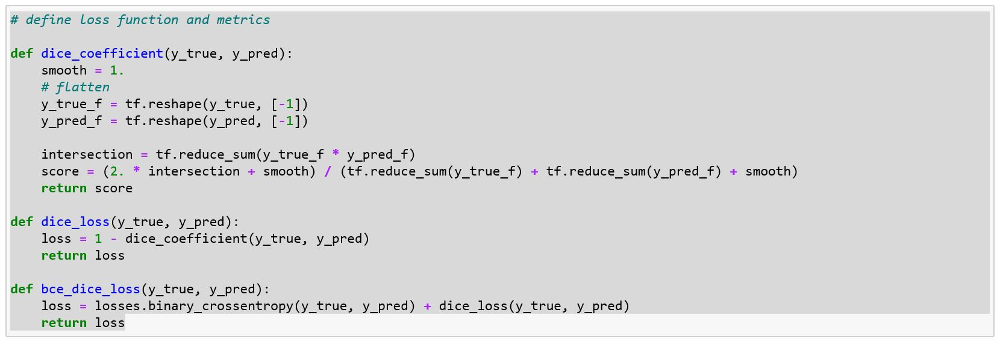 # define loss function and metrics

def dice_coefficient(y_true, y_pred):
    smooth = 1.
    # flatten
    y_true_f = tf.reshape(y_true, [-1])
    y_pred_f = tf.reshape(y_pred, [-1])

    intersection = tf.reduce_sum(y_true_f * y_pred_f)
    score = (2. * intersection + smooth) / (tf.reduce_sum(y_true_f) + tf.reduce_sum(y_pred_f) + smooth)
    return score

def dice_loss(y_true, y_pred):
    loss = 1 - dice_coefficient(y_true, y_pred)
    return loss

def bce_dice_loss(y_true, y_pred):
    loss = losses.binary_crossentropy(y_true, y_pred) + dice_loss(y_true, y_pred)
    return loss